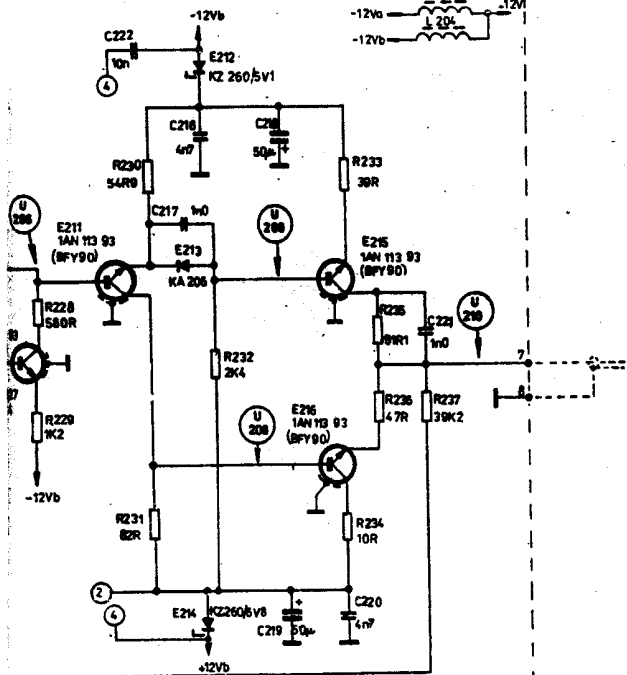 -12Vb
-12Va
-12V
L 204
-12Vb
C222
10n
4
E212
KZ 260/5V1
C216
4n7
C218
50µ
+
R230
54R9
R233
39R
C217
1n0
U
206
E211
1AN 113 93
(BFY90)
E213
KA 206
E215
1AN 113 93
(BFY90)
R228
580R
R235
91R1
C221
1n0
U
210
7
8
R232
2K4
R236
47R
R237
39K2
R229
1K2
-12Vb
U
208
E216
1AN 113 93
(BFY90)
R231
82R
R234
10R
2
4
E214
KZ260/5V8
C219
50µ
+
C220
4n7
+12Vb